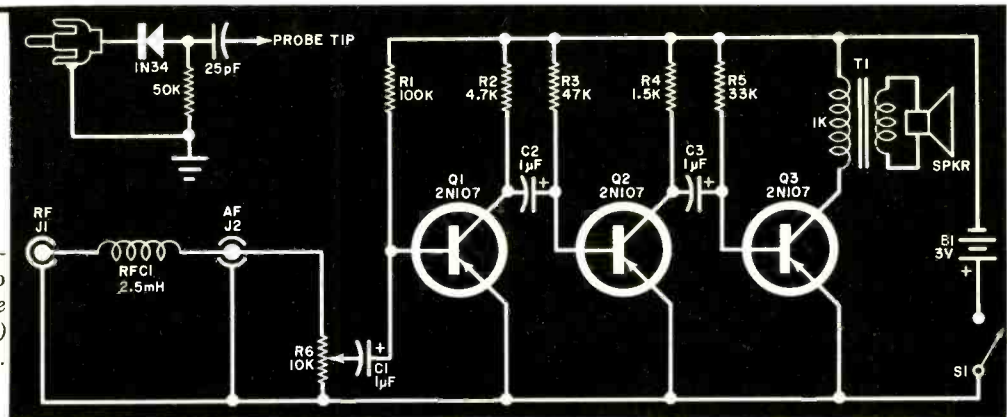 1N34
25pF
PROBE TIP
50K
RF
J1
RFC1
2.5mH
AF
J2
R6
10K
C1
1µF
+
R1
100K
R2
4.7K
R3
47K
R4
1.5K
R5
33K
C2
1µF
+
C3
1µF
+
Q1
2N107
Q2
2N107
Q3
2N107
T1
1K
SPKR
B1
3V
+
S1
-
o
e
)
.